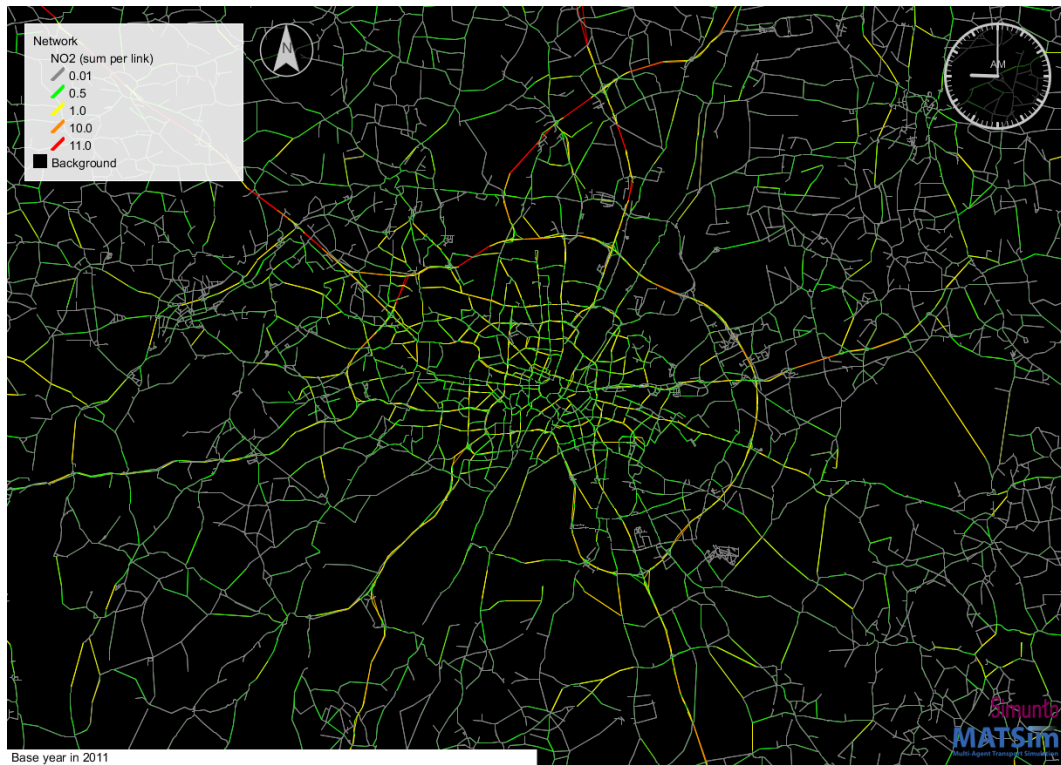 Network
NO2 (sum per link)
0.01
0.5
1.0
10.0
11.0
Background
N
AM
Simunto
MATSim
Multi-Agent Transport Simulation
Base year in 2011